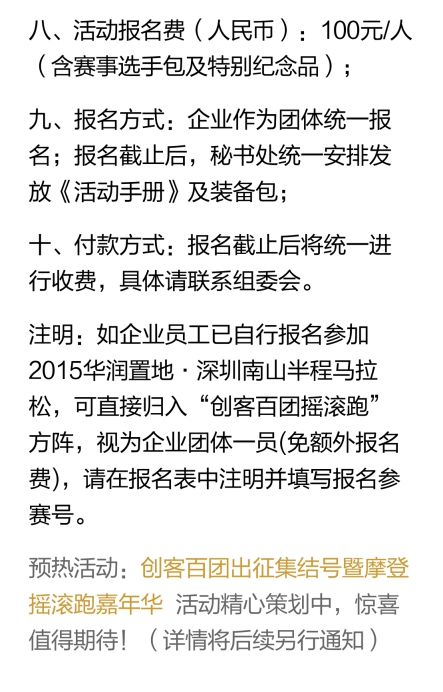 八、活动报名费（人民币）：100元/人
（含赛事选手包及特别纪念品）；
九、报名方式：企业作为团体统一报
名；报名截止后，秘书处统一安排发
放《活动手册》及装备包；
十、付款方式：报名截止后将统一进
行收费，具体请联系组委会。
注明：如企业员工已自行报名参加
2015华润置地·深圳南山半程马拉
松，可直接归入“创客百团摇滚跑”
方阵，视为企业团体一员(免额外报名
费)，请在报名表中注明并填写报名参
赛号。
预热活动：创客百团出征集结号暨摩登
摇滚跑嘉年华 活动精心策划中，惊喜
值得期待！（详情将后续另行通知）